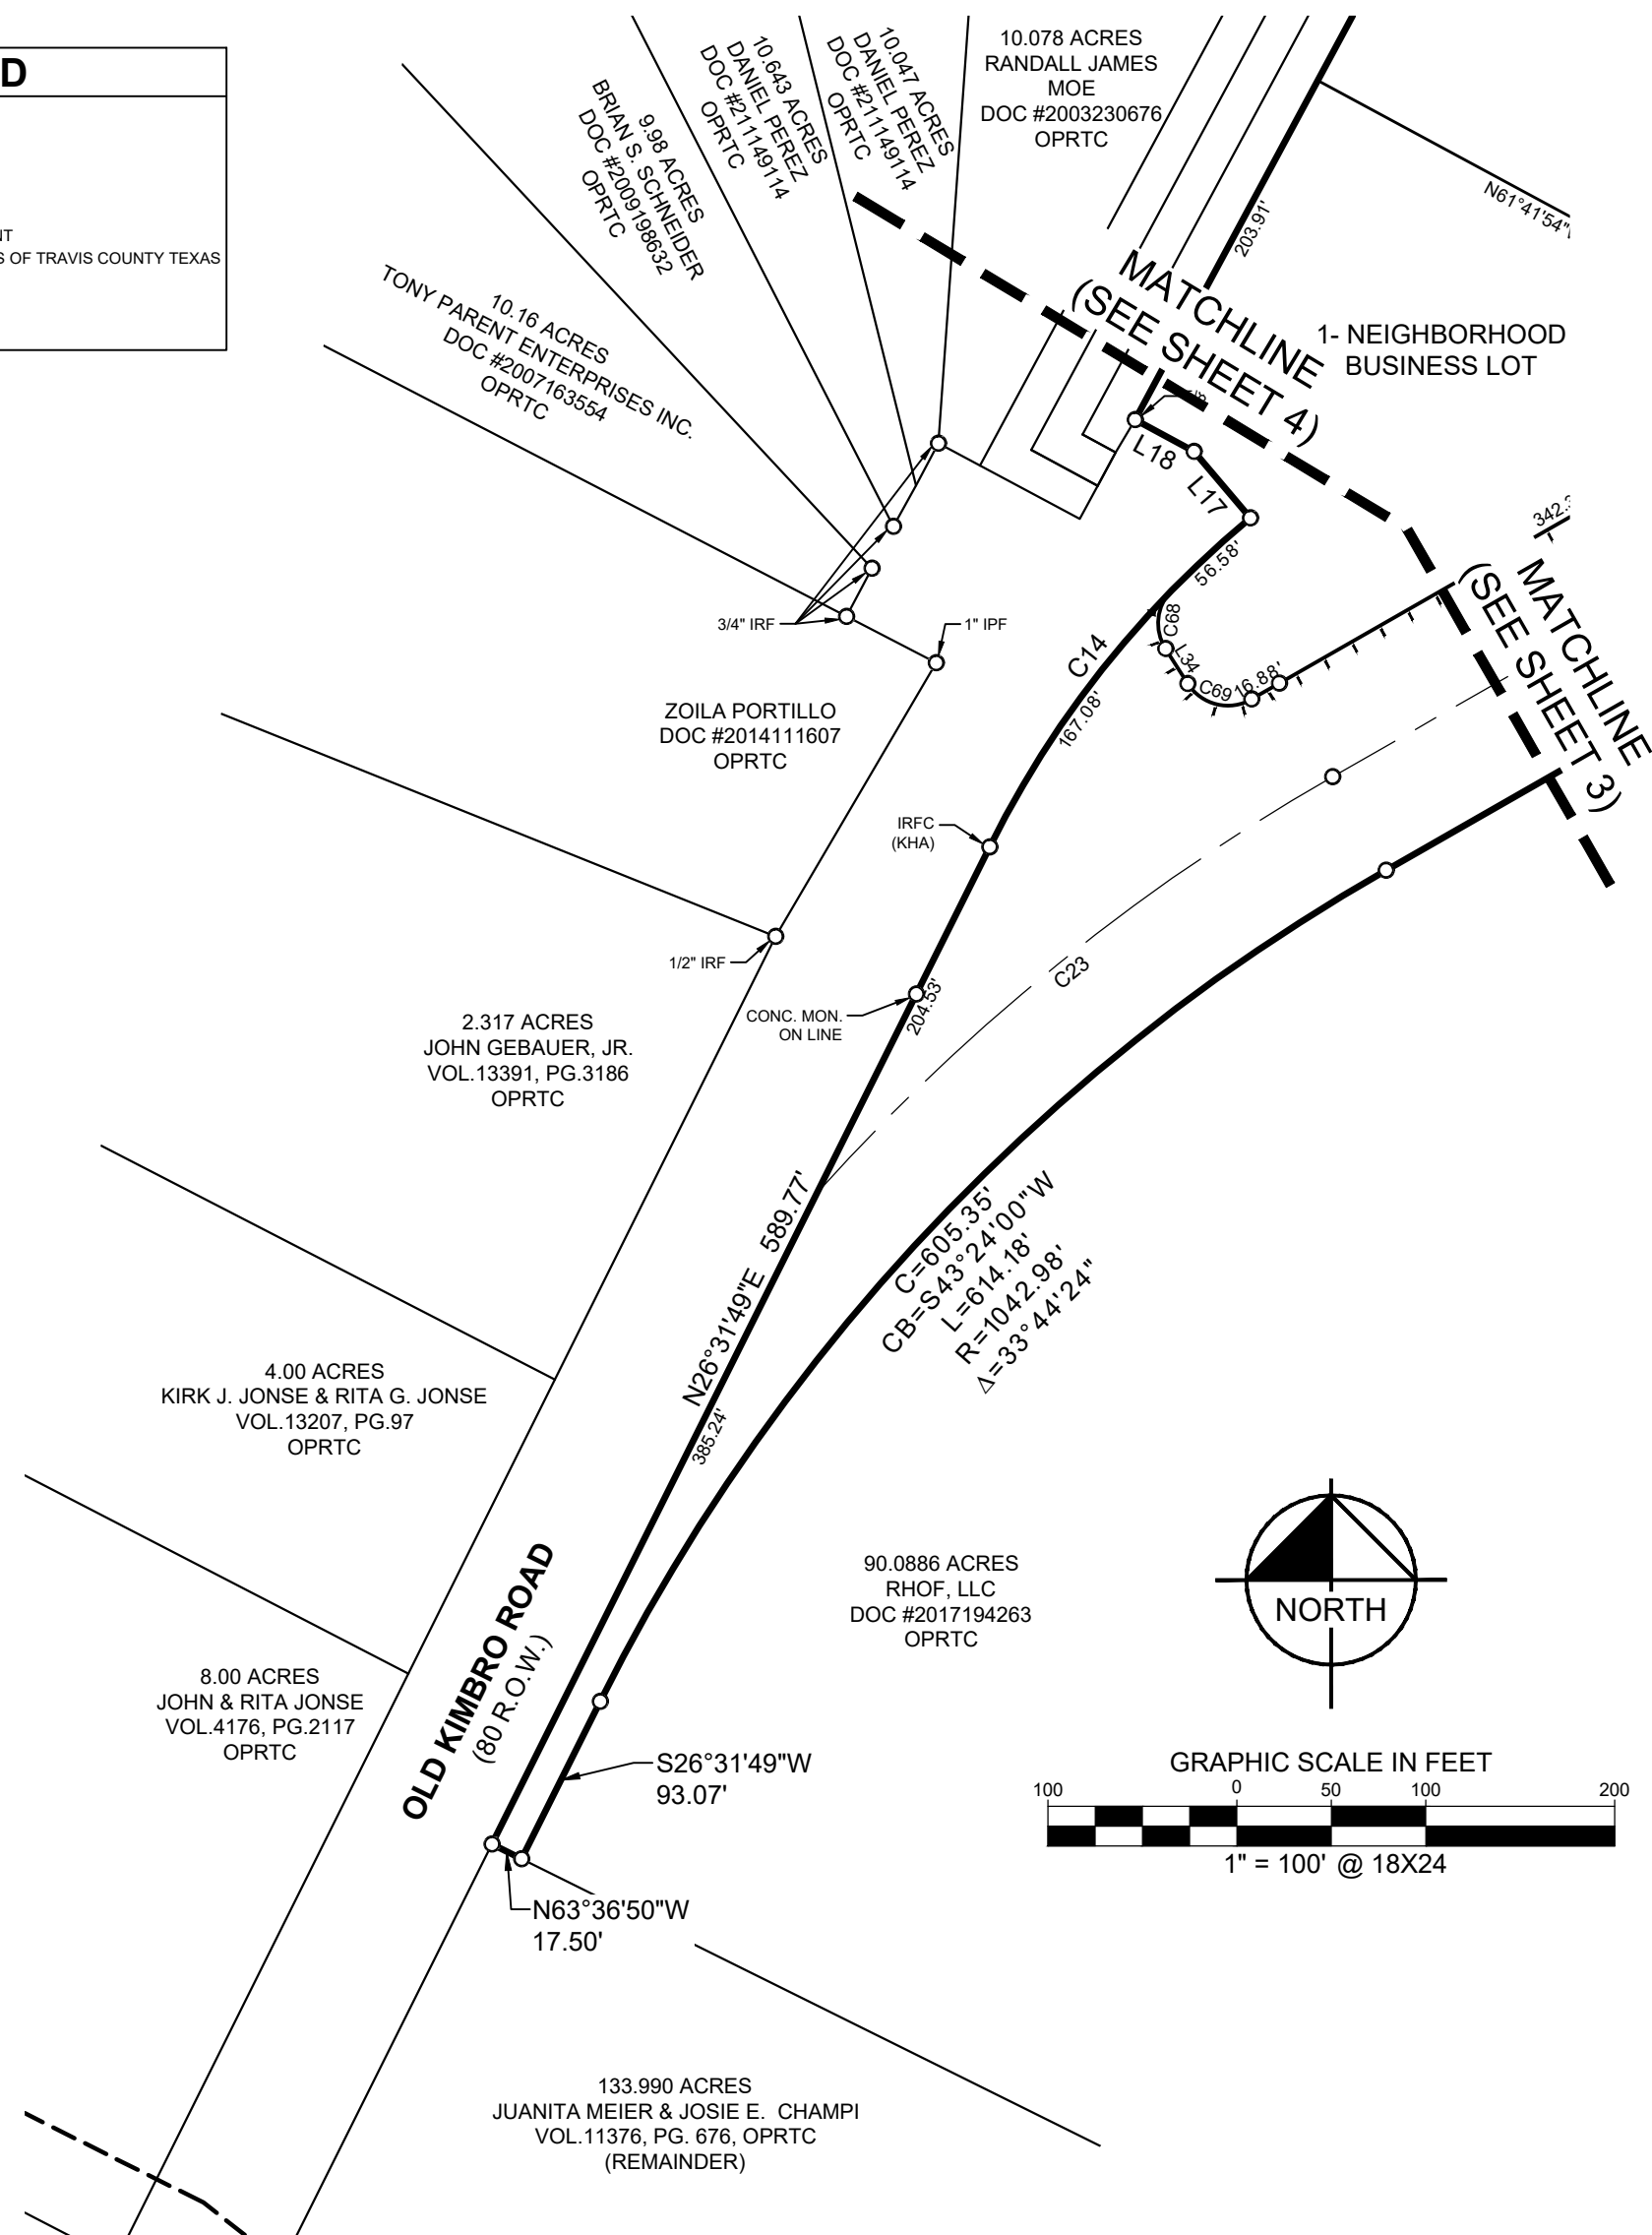 D
NT
S OF TRAVIS COUNTY TEXAS
10.16 ACRES
TONY PARENT ENTERPRISES INC.
DOC #2007163554
OPRTC
9.98 ACRES
BRIAN S. SCHNEIDER
DOC #2009198632
OPRTC
10.643 ACRES
DANIEL PEREZ
DOC #211149114
OPRTC
10.047 ACRES
DANIEL PEREZ
DOC #211149114
OPRTC
10.078 ACRES
RANDALL JAMES
MOE
DOC #2003230676
OPRTC
203.91'
N61°41'54"
MATCHLINE
(SEE SHEET 4)
1- NEIGHBORHOOD
BUSINESS LOT
L18
L17
56.58'
342.
MATCHLINE
(SEE SHEET 3)
C68
L34
C69
16.88'
C14
167.08'
3/4" IRF
1" IPF
ZOILA PORTILLO
DOC #2014111607
OPRTC
IRFC
(KHA)
1/2" IRF
CONC. MON.
ON LINE
204.53'
C23
2.317 ACRES
JOHN GEBAUER, JR.
VOL.13391, PG.3186
OPRTC
N26°31'49"E 589.77'
385.24'
C=605.35'
CB=S43°24'00"W
L=614.18'
R=1042.98'
Δ=33°44'24"
4.00 ACRES
KIRK J. JONSE & RITA G. JONSE
VOL.13207, PG.97
OPRTC
90.0886 ACRES
RHOF, LLC
DOC #2017194263
OPRTC
NORTH
8.00 ACRES
JOHN & RITA JONSE
VOL.4176, PG.2117
OPRTC
OLD KIMBRO ROAD
(80 R.O.W.)
S26°31'49"W
93.07'
GRAPHIC SCALE IN FEET
100 0 50 100 200
1" = 100' @ 18X24
N63°36'50"W
17.50'
133.990 ACRES
JUANITA MEIER & JOSIE E. CHAMPI
VOL.11376, PG. 676, OPRTC
(REMAINDER)